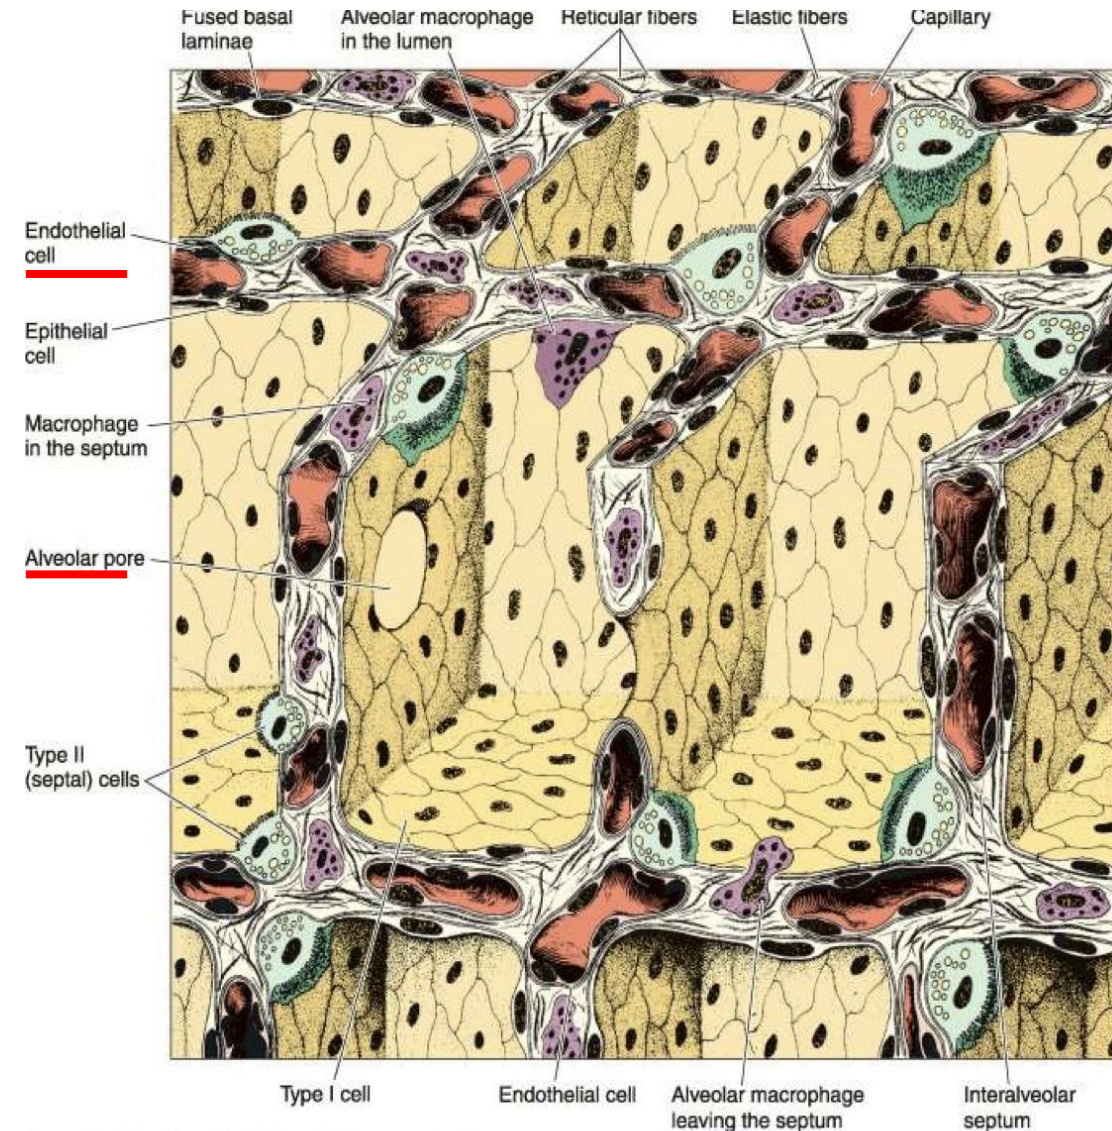 Fused basal
laminae
Alveolar macrophage
in the lumen
Reticular fibers
Elastic fibers
Capillary
Endothelial
cell
Epithelial
cell
Macrophage
in the septum
Alveolar pore
Type II
(septal) cells
Type I cell
Endothelial cell
Alveolar macrophage
leaving the septum
Interalveolar
septum